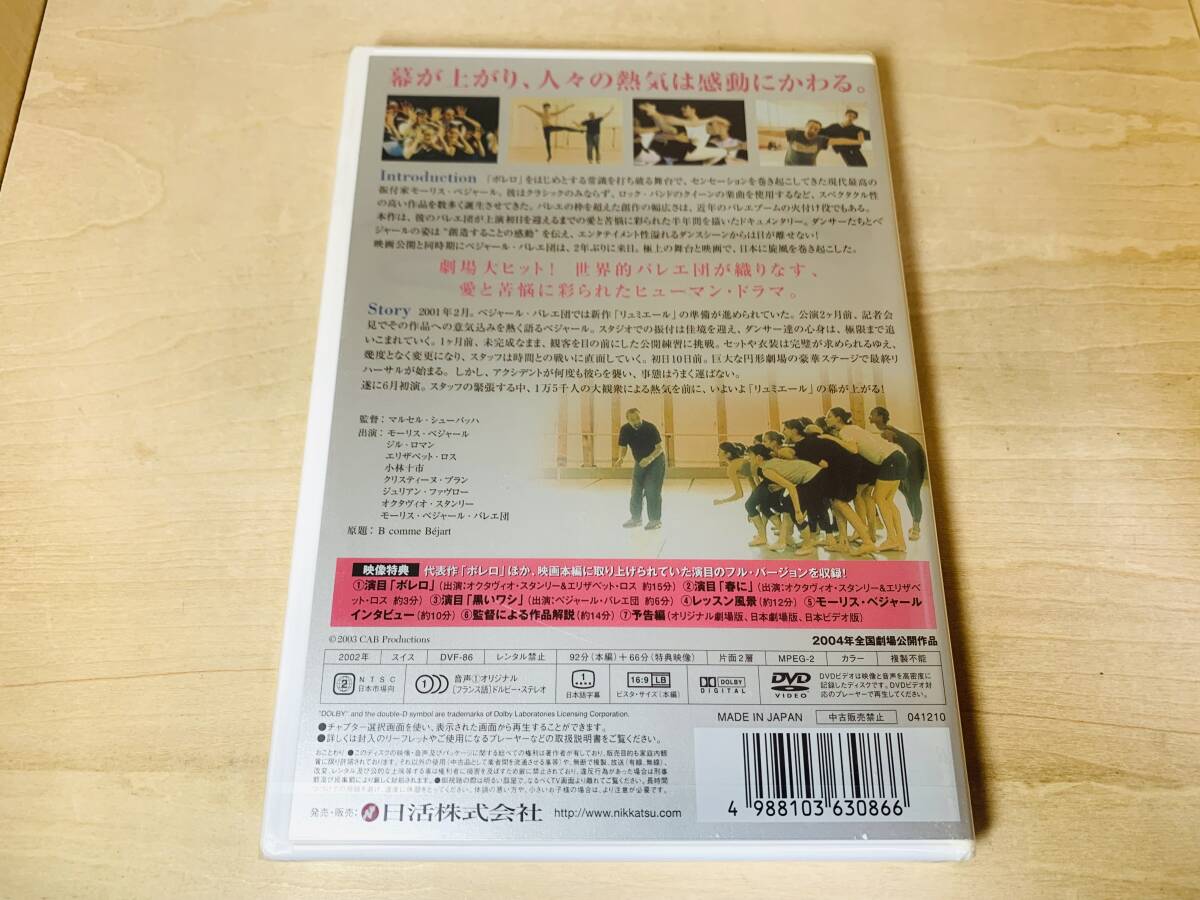 幕が上がり、人々の熱気は感動にかわる。
Introduction 「ボレロ」をはじめとする常識を打ち破る舞台で、センセーションを巻き起こしてきた現代最高の
振付家モーリス・ベジャール。彼はクラシックのみならず、ロック・バンドのクイーンの楽曲を使用するなど、スペクタクル性
の高い作品を数多く誕生させてきた。バレエの枠を超えた創作の幅広さは、近年のバレエブームの火付け役でもある。
本作は、彼のバレエ団が上演初日を迎えるまでの愛と苦悩に彩られた半年間を描いたドキュメンタリー。ダンサーたちとベ
ジャールの姿は“創造することの感動”を伝え、エンタテイメント性溢れるダンスシーンからは目が離せない!
映画公開と同時期にベジャール・バレエ団は、2年ぶりに来日。極上の舞台と映画で、日本に旋風を巻き起こした。
劇場大ヒット! 世界的バレエ団が織りなす、
愛と苦悩に彩られたヒューマン・ドラマ。
Story 2001年2月。ベジャール・バレエ団では新作「リュミエール」の準備が進められていた。公演2ヶ月前、記者会
見でその作品への意気込みを熱く語るベジャール。スタジオでの振付は佳境を迎え、ダンサー達の心身は、極限まで追
いこまれていく。1ヶ月前、未完成なまま、観客を目の前にした公開練習に挑戦。セットや衣装は完璧が求められるゆえ、
幾度となく変更になり、スタッフは時間との戦いに直面していく。初日10日前。巨大な円形劇場の豪華ステージで最終リ
ハーサルが始まる。しかし、アクシデントが何度も彼らを襲い、事態はうまく運ばない。
遂に6月初演。スタッフの緊張する中、1万5千人の大観衆による熱気を前に、いよいよ「リュミエール」の幕が上がる!
監督:マルセル・シューバッハ
出演:モーリス・ベジャール
ジル・ロマン
エリザベット・ロス
小林十市
クリスティーヌ・ブラン
ジュリアン・ファヴロー
オクタヴィオ・スタンリー
モーリス・ベジャール・バレエ団
原題:B comme Béjart
映像特典 代表作「ボレロ」ほか、映画本編に取り上げられていた演目のフル・バージョンを収録!
①演目「ボレロ」(出演:オクタヴィオ・スタンリー&エリザベット・ロス 約15分) ②演目「春に」(出演:オクタヴィオ・スタンリー&エリザベ
ット・ロス 約3分) ③演目「黒いワシ」(出演:ベジャール・バレエ団 約6分) ④レッスン風景(約12分) ⑤モーリス・ベジャール
インタビュー(約10分) ⑥監督による作品解説(約14分) ⑦予告編(オリジナル劇場版、日本劇場版、日本ビデオ版)
©2003 CAB Productions 2004年全国劇場公開作品
2002年 スイス DVF-86 レンタル禁止 92分(本編)+66分(特典映像) 片面2層 MPEG-2 カラー 複製不能
2 NTSC 日本市場向 1 音声①オリジナル (フランス語)ドルビー・ステレオ 1 日本語字幕 16:9 LB ビスタ・サイズ(本編) DOLBY DIGITAL DVD VIDEO DVDビデオは映像と音声を高密度に
記録したディスクです。DVDビデオ対
応のプレーヤーで再生してください。
"DOLBY" and the double-D symbol are trademarks of Dolby Laboratories Licensing Corporation.
MADE IN JAPAN 中古販売禁止 041210
●チャプター選択画面を使い、表示された画面から再生することができます。
●詳しくは封入のリーフレットやご使用になるプレーヤーなどの取扱説明書をご覧ください。
発売・販売: 日活株式会社 http://www.nikkatsu.com/
4 988103 630866